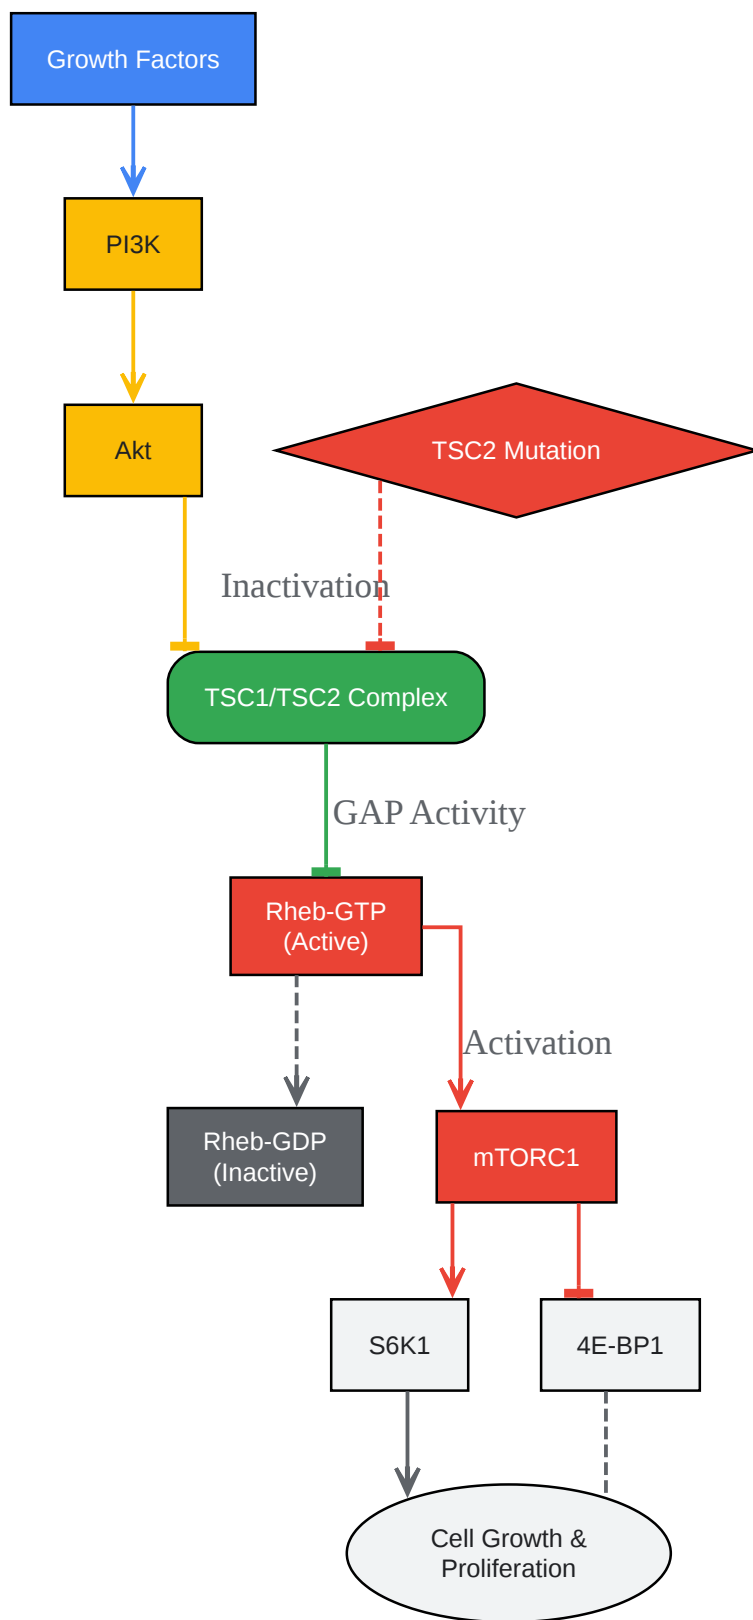 Growth Factors
PI3K
Akt
TSC2 Mutation
Inactivation
TSC1/TSC2 Complex
GAP Activity
Rheb-GTP
(Active)
Activation
Rheb-GDP
(Inactive)
mTORC1
S6K1
4E-BP1
Cell Growth &
Proliferation